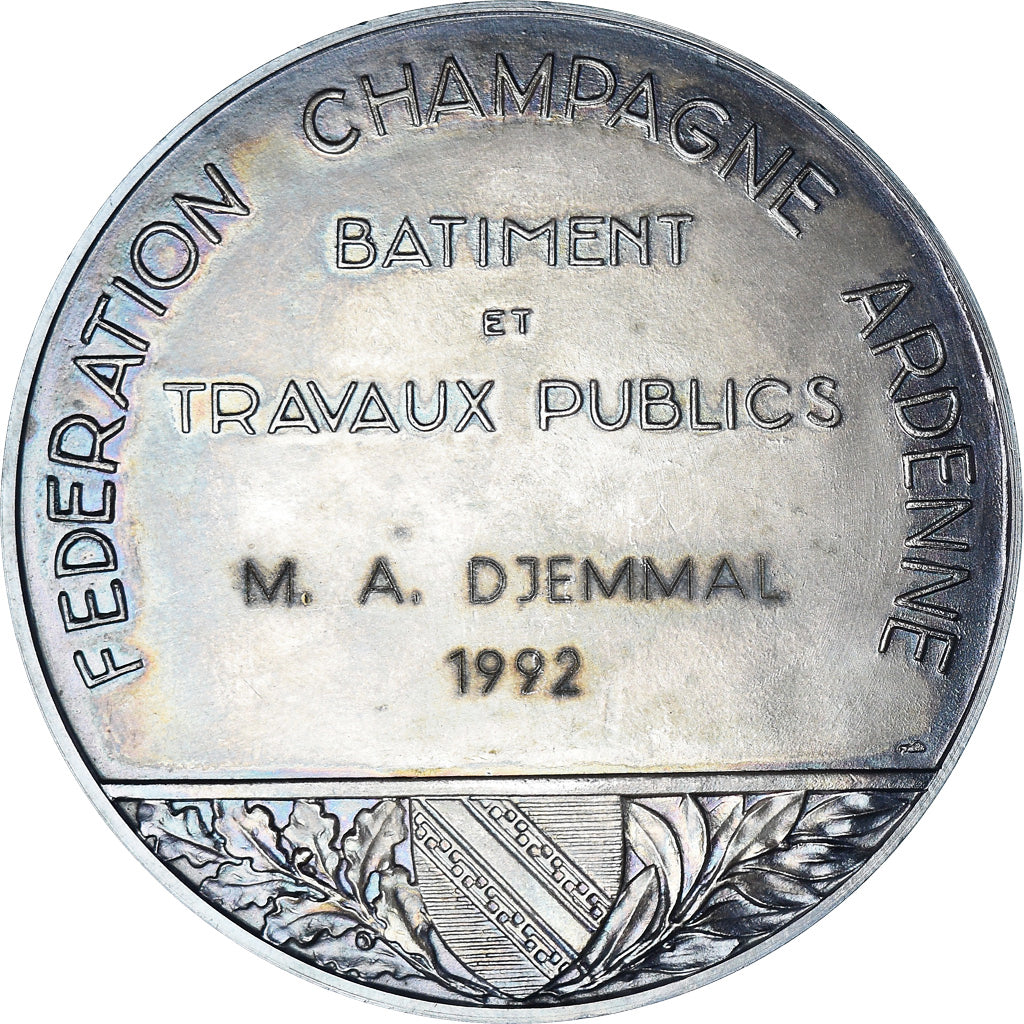 FEDERATION CHAMPAGNE ARDENNE
BATIMENT
ET
TRAVAUX PUBLICS
M. A. DJEMMAL
1992